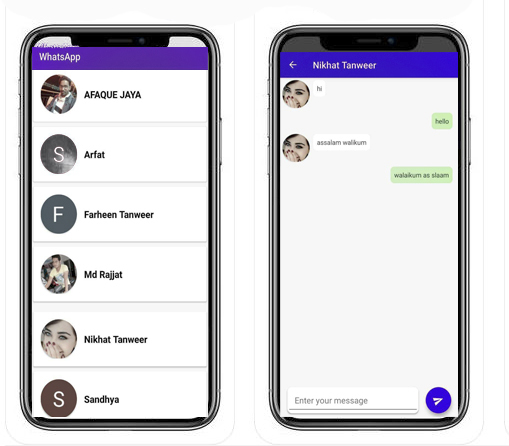 WhatsApp
AFAQUE JAYA
S
Arfat
F
Farheen Tanweer
Md Rajjat
Nikhat Tanweer
S
Sandhya
Nikhat Tanweer
hi
hello
assalam walikum
walaikum as slaam
Enter your message